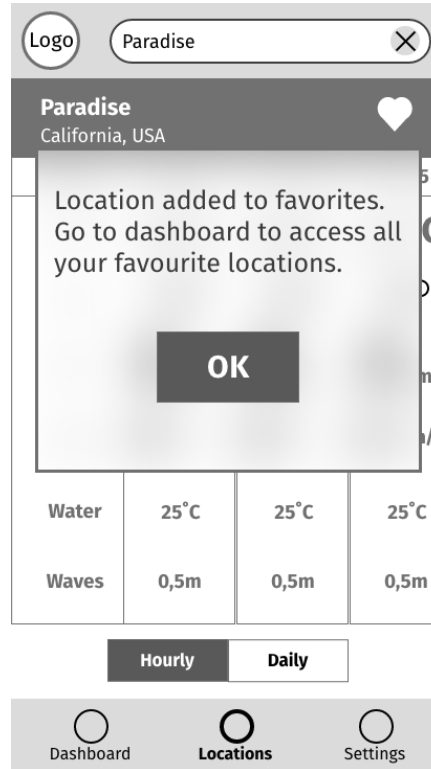 Logo
Paradise
Paradise
California, USA
5
Location added to favorites.
Go to dashboard to access all
your favourite locations.
OK
Water 25°C 25°C 25°C
Waves 0,5m 0,5m 0,5m
Hourly Daily
Dashboard Locations Settings